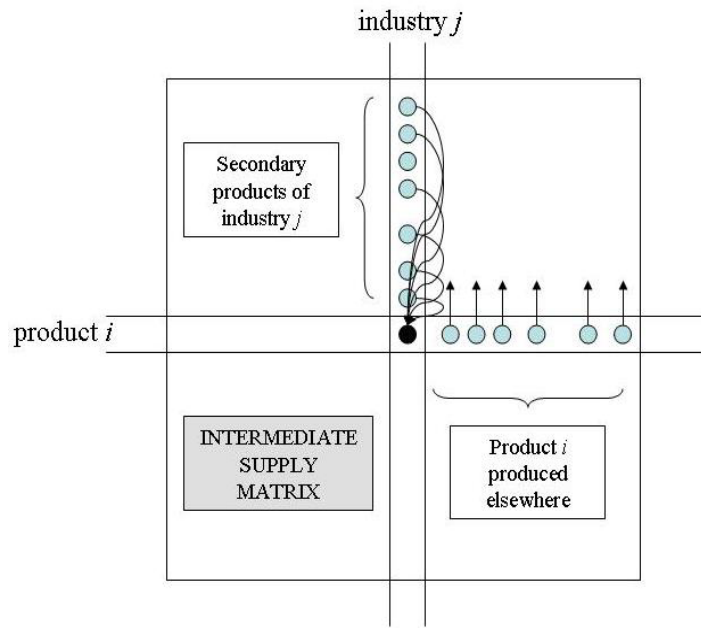 industry j
Secondary
products of
industry j
product i
INTERMEDIATE
SUPPLY
MATRIX
Product i
produced
elsewhere